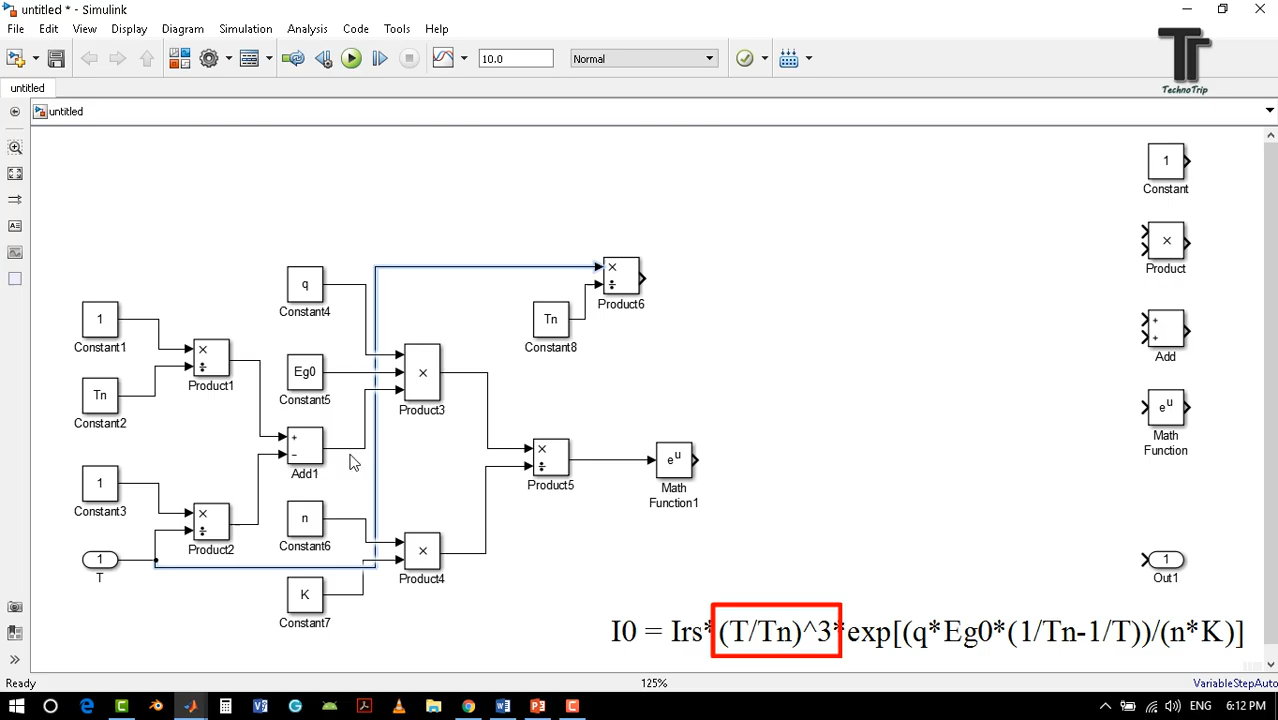 untitled * - Simulink
File Edit View Display Diagram Simulation Analysis Code Tools Help
10.0
Normal
TechnoTrip
untitled
untitled
1
Constant
×
Product
+
+
Add
e^u
Math
Function
1
Out1
q
Constant4
×
÷
Product6
Tn
Constant8
1
Constant1
×
÷
Product1
Eg0
Constant5
×
Product3
Tn
Constant2
+
-
Add1
×
÷
Product5
e^u
Math
Function1
1
Constant3
×
÷
Product2
n
Constant6
×
Product4
1
T
K
Constant7
I0 = Irs*(T/Tn)^3*exp[(q*Eg0*(1/Tn-1/T))/(n*K)]
125%
VariableStepAuto
ENG 6:12 PM